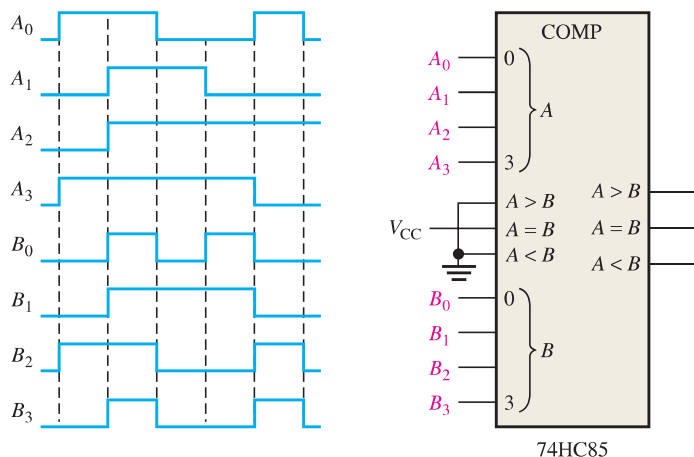 A0
A1
A2
A3
B0
B1
B2
B3
COMP
A0 0
A1
A
A2
A3 3
A > B A > B
VCC A = B A = B
A < B A < B
B0 0
B1
B
B2
B3 3
74HC85